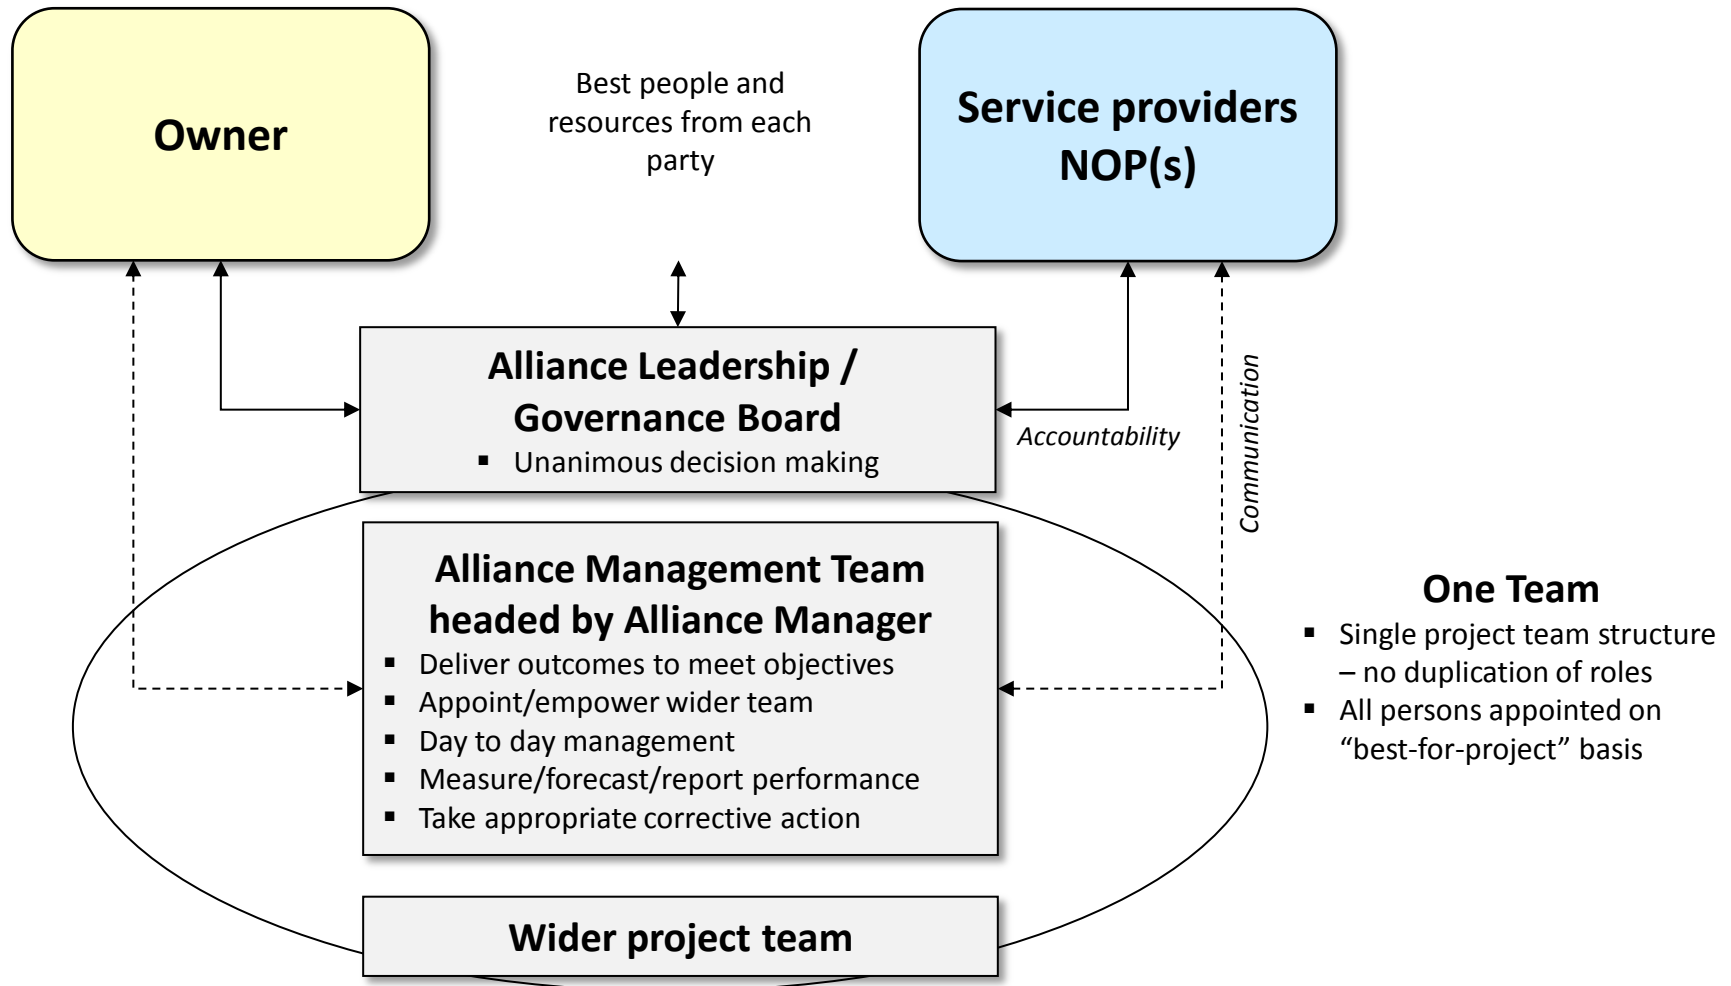 Owner
Best people and
resources from each
party
Service providers
NOP(s)
Alliance Leadership /
Governance Board
▪ Unanimous decision making
Accountability
Communication
Alliance Management Team
headed by Alliance Manager
▪ Deliver outcomes to meet objectives
▪ Appoint/empower wider team
▪ Day to day management
▪ Measure/forecast/report performance
▪ Take appropriate corrective action
One Team
▪ Single project team structure
– no duplication of roles
▪ All persons appointed on
“best-for-project” basis
Wider project team